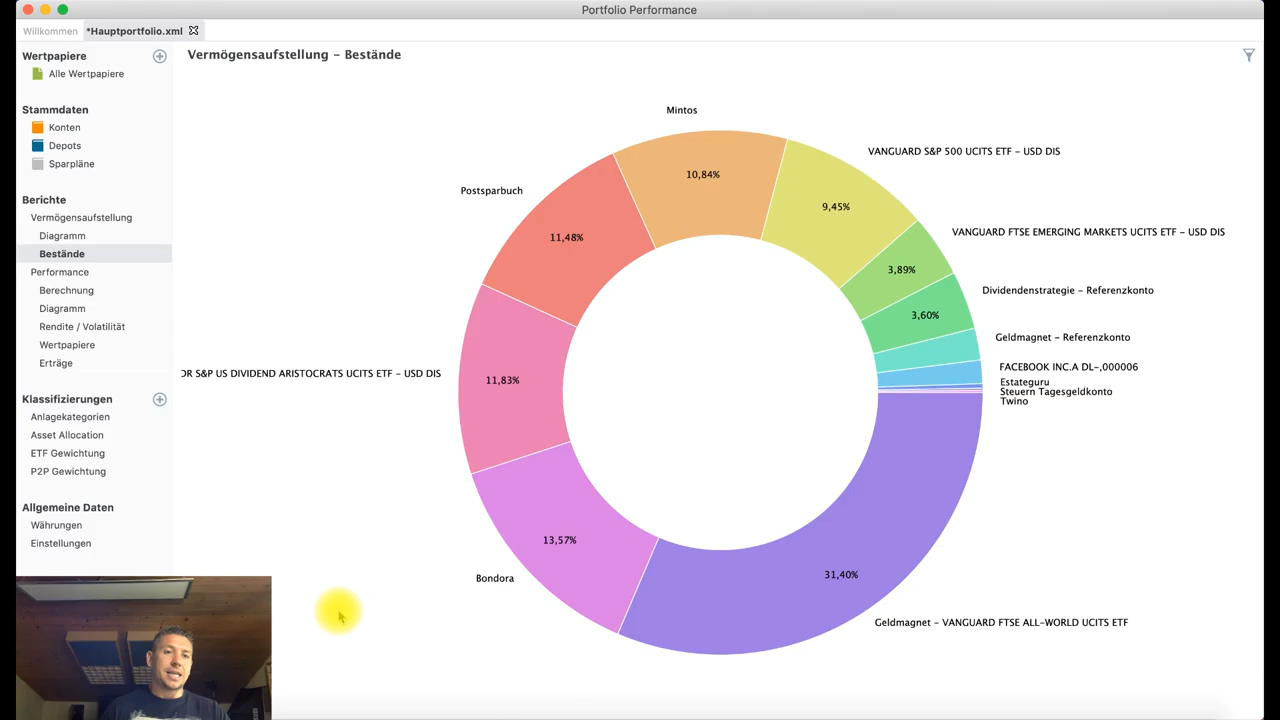 Portfolio Performance
Willkommen
*Hauptportfolio.xml
Wertpapiere
Alle Wertpapiere
Stammdaten
Konten
Depots
Sparpläne
Berichte
Vermögensaufstellung
Diagramm
Bestände
Performance
Berechnung
Diagramm
Rendite / Volatilität
Wertpapiere
Erträge
Klassifizierungen
Anlagekategorien
Asset Allocation
ETF Gewichtung
P2P Gewichtung
Allgemeine Daten
Währungen
Einstellungen
Vermögensaufstellung – Bestände
Mintos
10,84%
VANGUARD S&P 500 UCITS ETF – USD DIS
9,45%
Postsparbuch
11,48%
VANGUARD FTSE EMERGING MARKETS UCITS ETF – USD DIS
3,89%
Dividendenstrategie – Referenzkonto
3,60%
Geldmagnet – Referenzkonto
FACEBOOK INC.A DL-,000006
Estateguru
Steuern Tagesgeldkonto
Twino
OR S&P US DIVIDEND ARISTOCRATS UCITS ETF – USD DIS
11,83%
13,57%
Bondora
31,40%
Geldmagnet – VANGUARD FTSE ALL-WORLD UCITS ETF